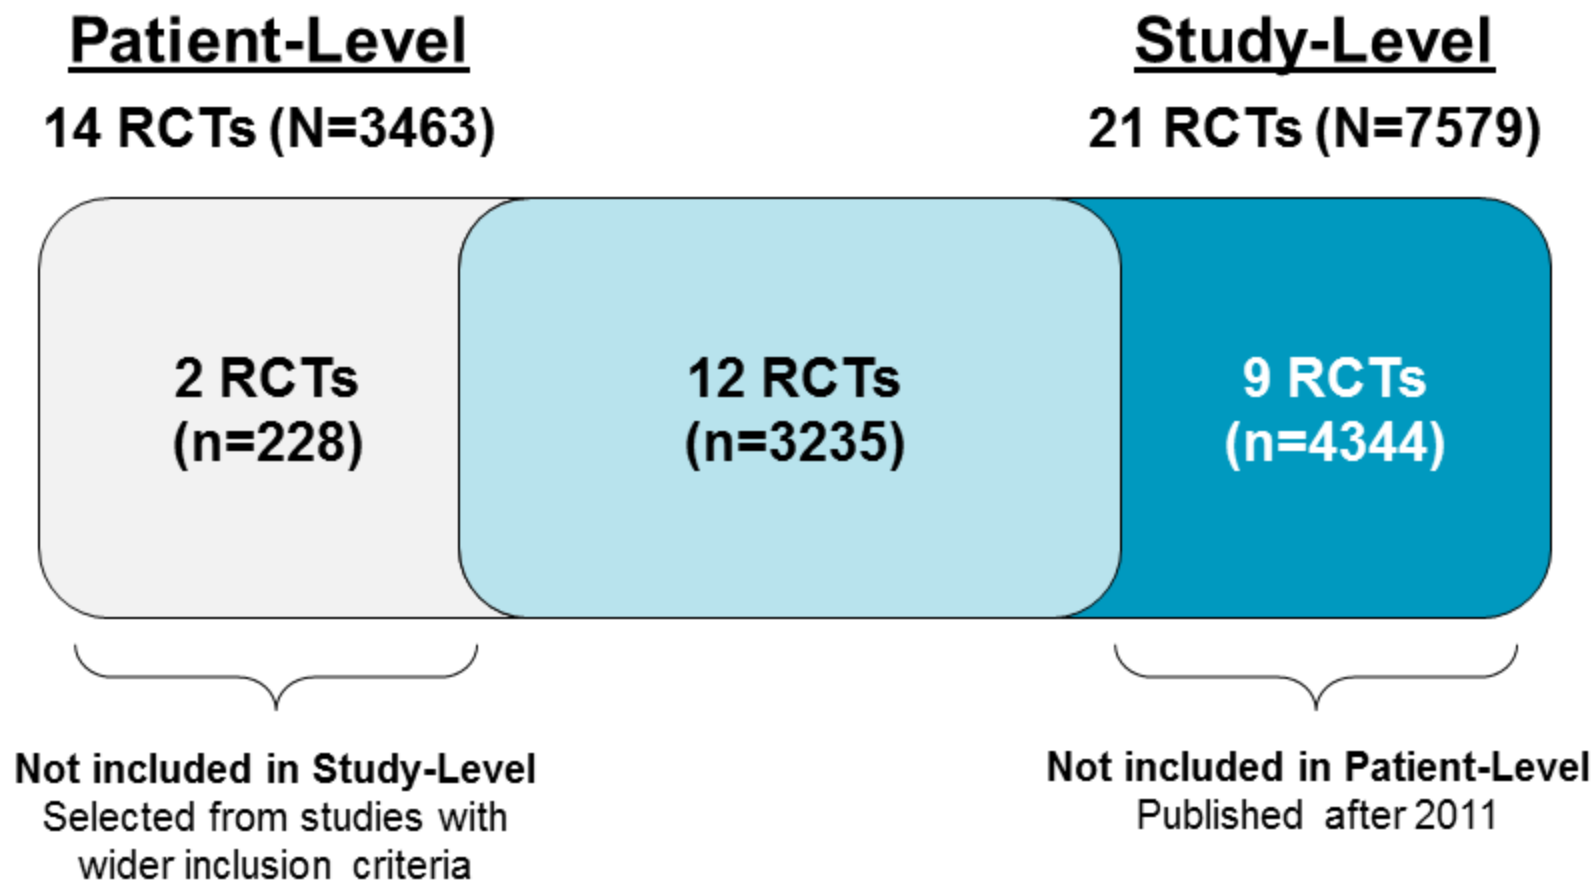 Patient-Level
14 RCTs (N=3463)
Study-Level
21 RCTs (N=7579)
2 RCTs
(n=228)
12 RCTs
(n=3235)
9 RCTs
(n=4344)
Not included in Study-Level
Selected from studies with
wider inclusion criteria
Not included in Patient-Level
Published after 2011